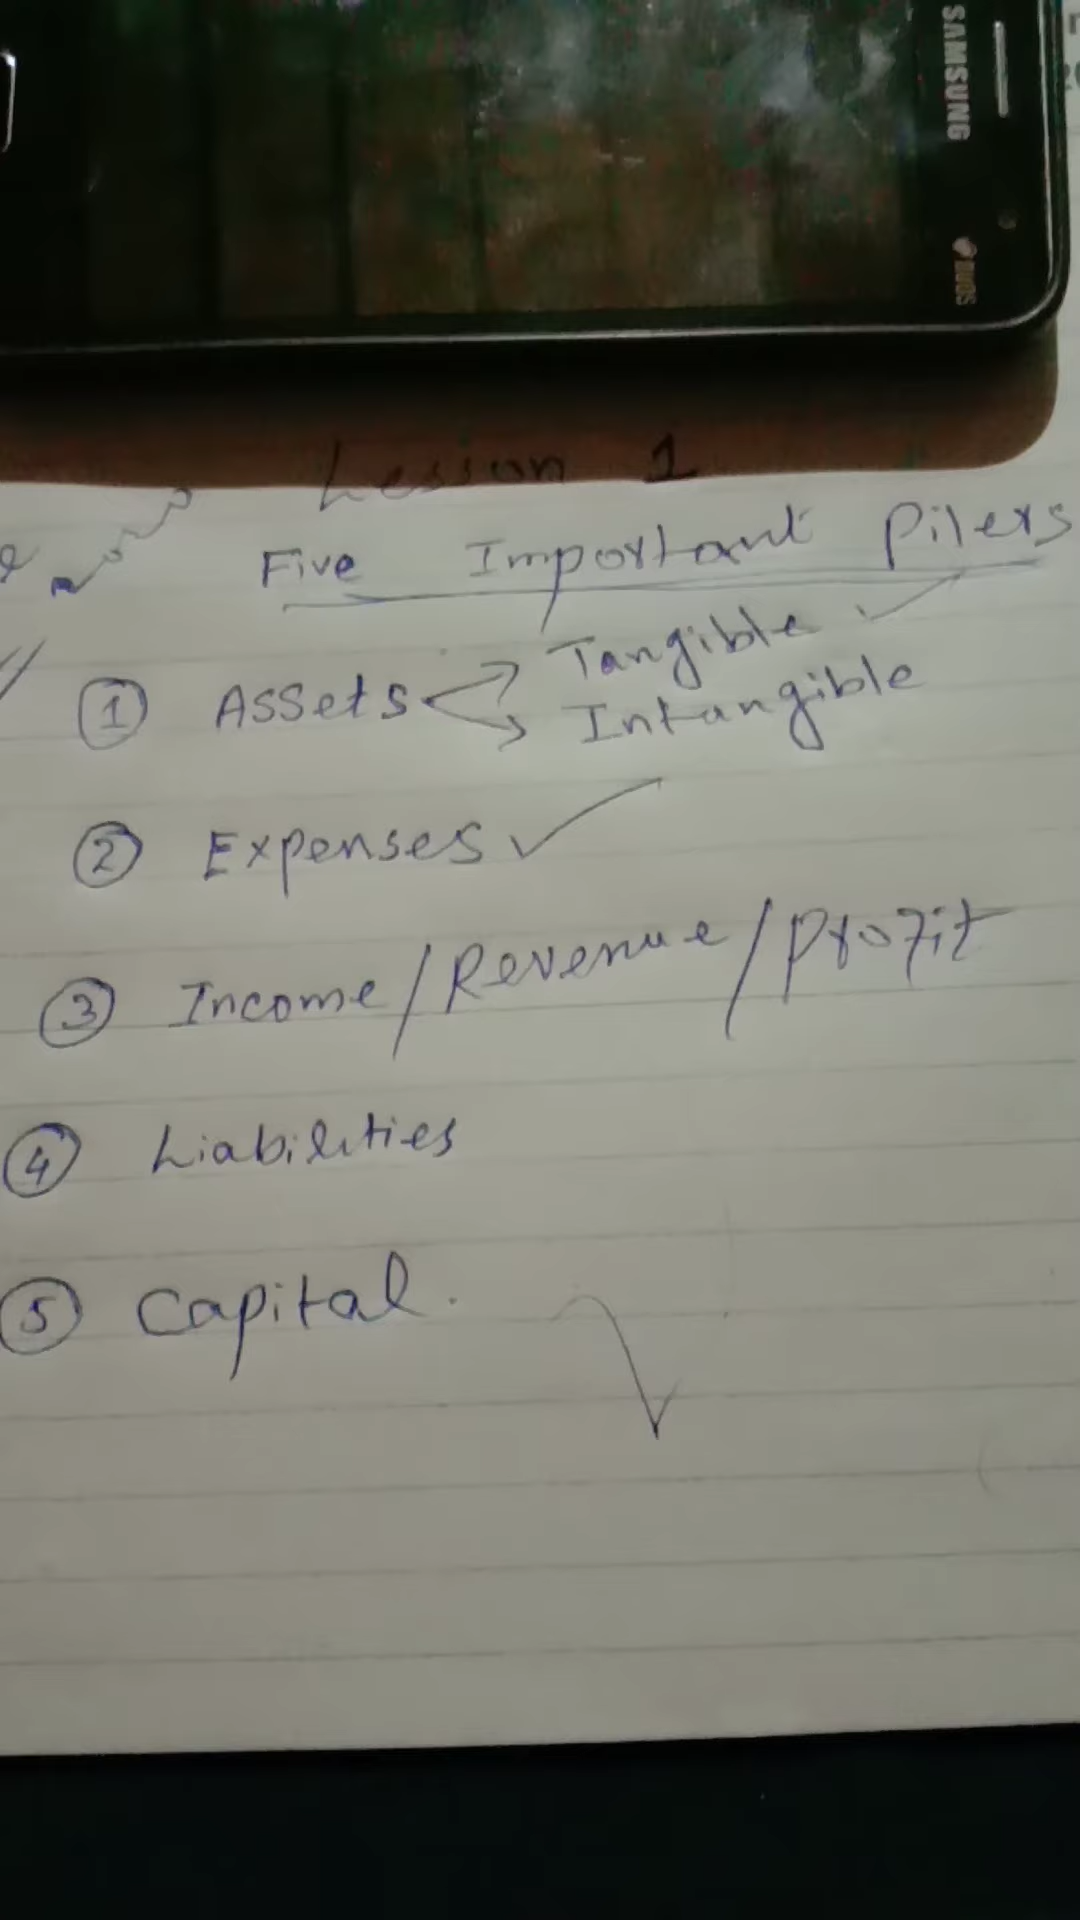 SAMSUNG
DUOS
Lesson 1
Five Important Pilers
① Assets Tangible
Intangible
② Expenses
③ Income/Revenue/Profit
④ Liabilities
⑤ Capital.